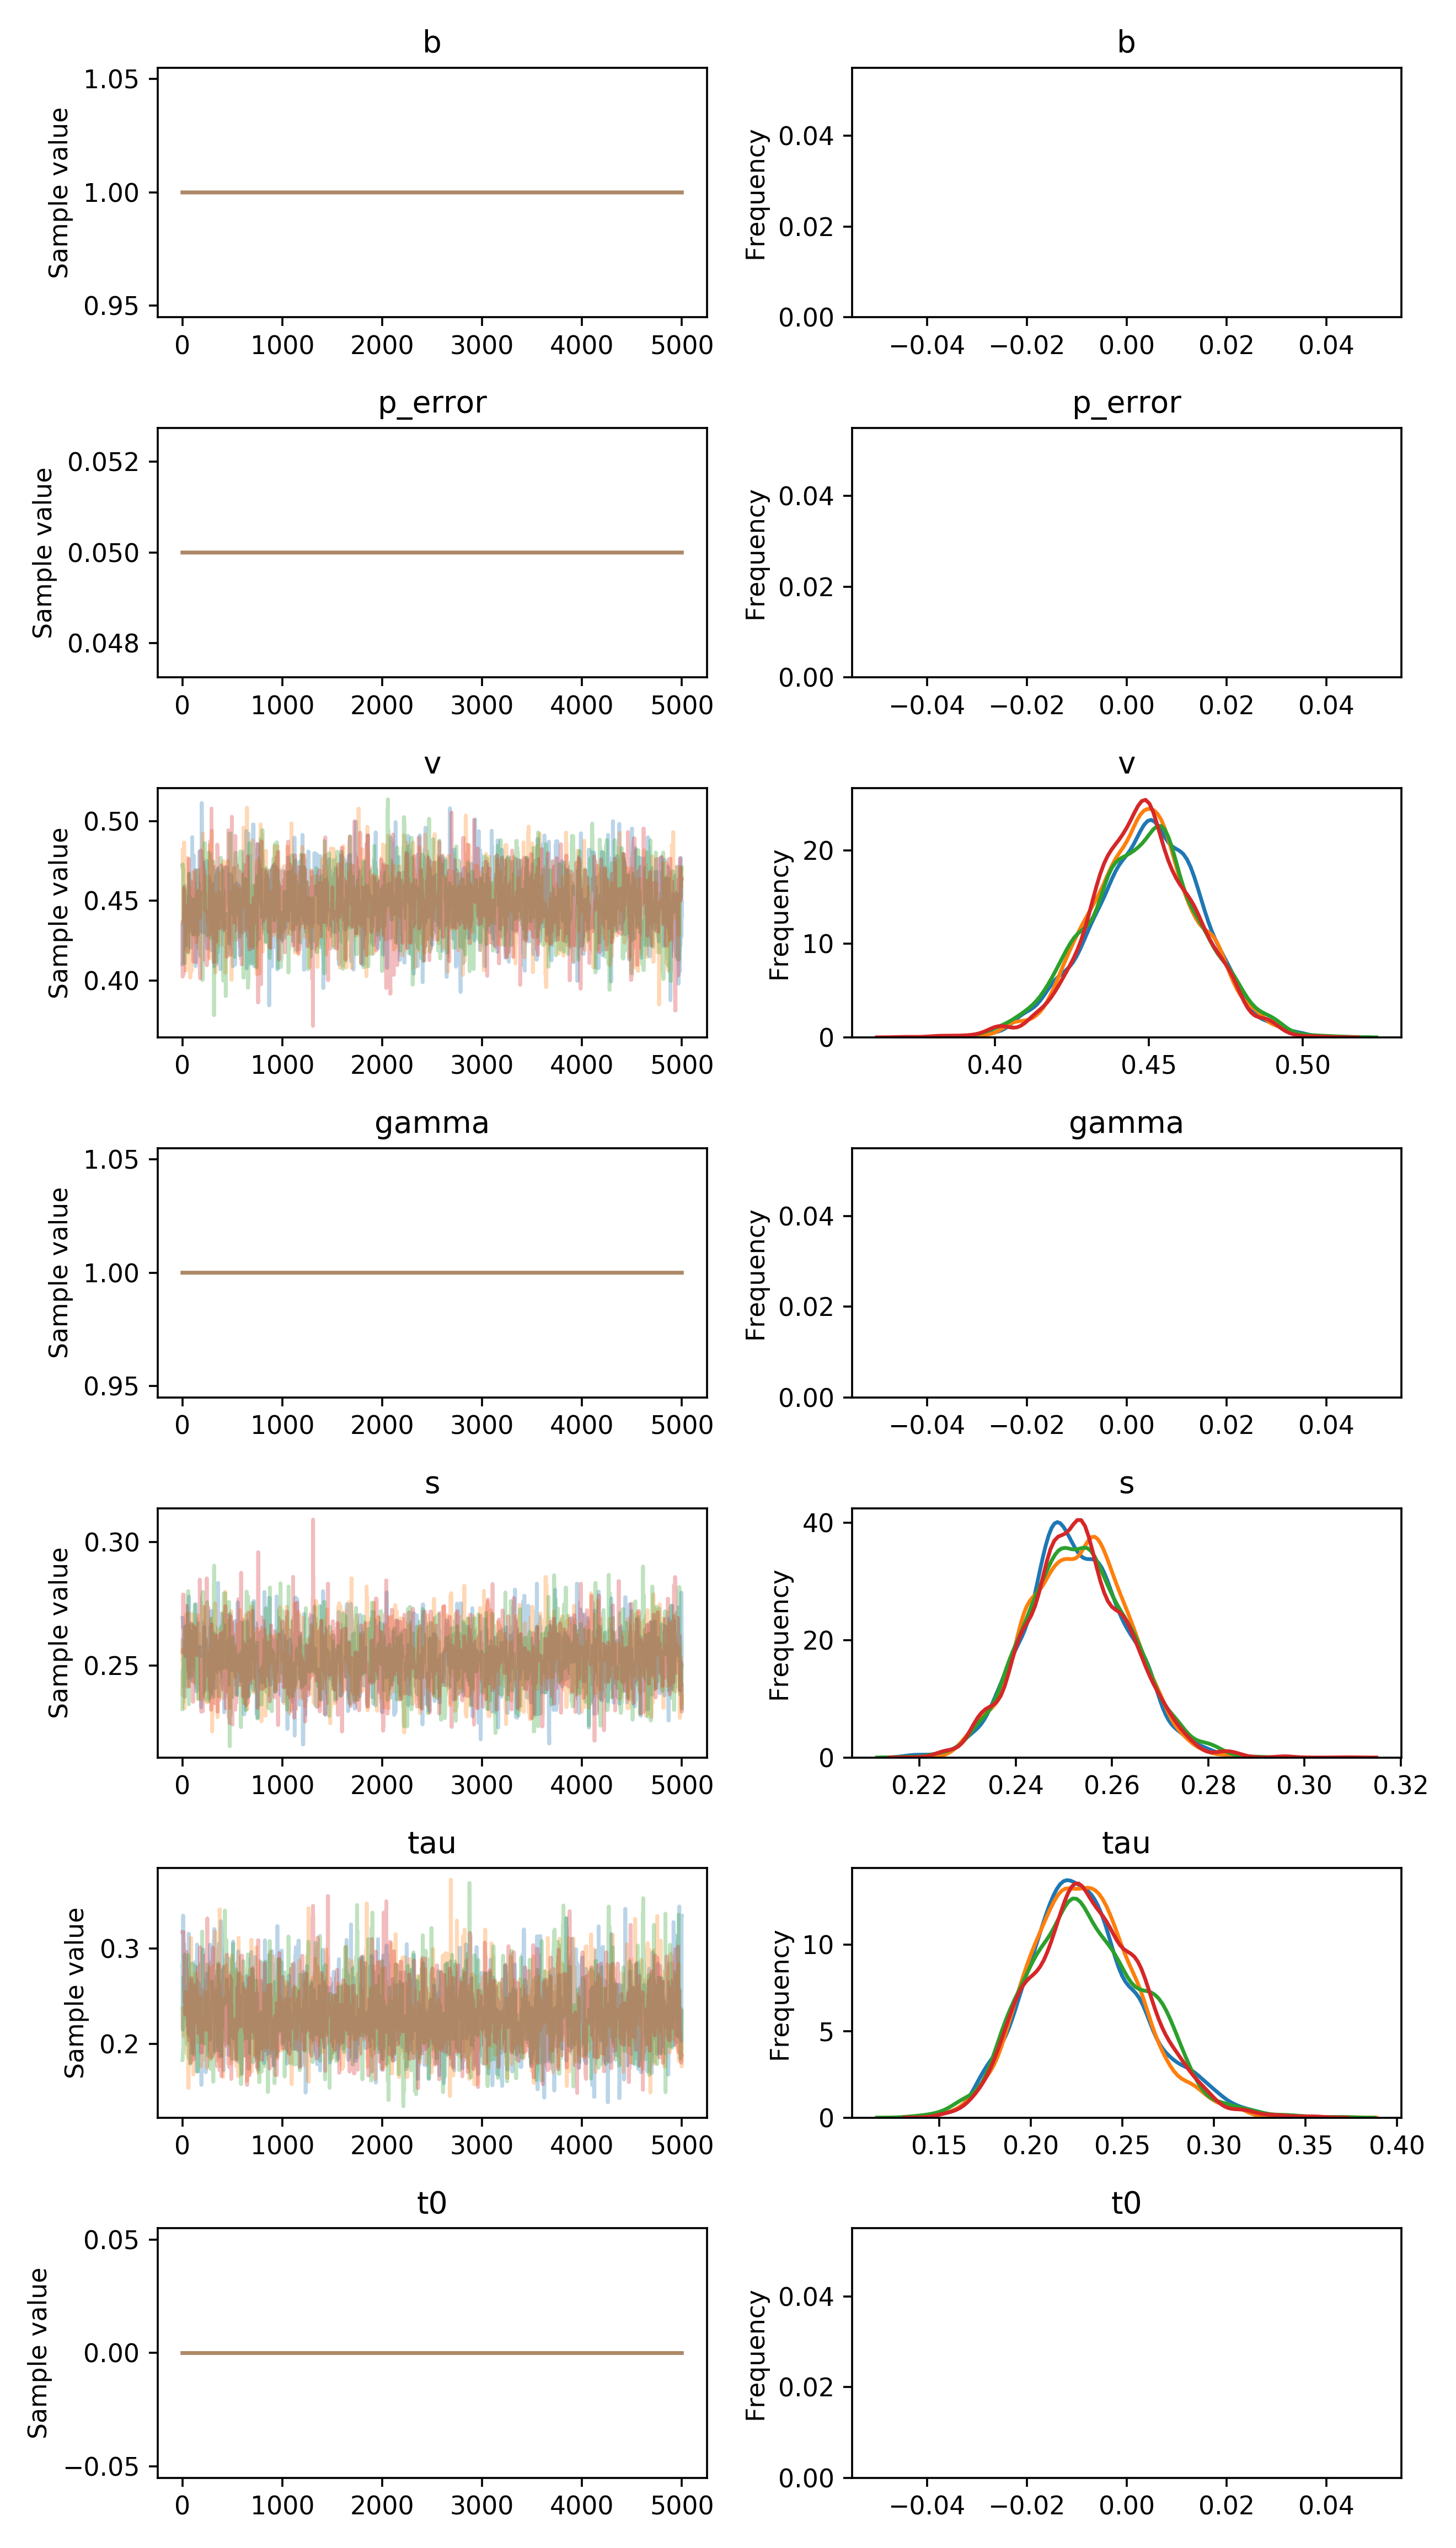 b
b
Sample value
1.05
1.00
0.95
0 1000 2000 3000 4000 5000
Frequency
0.04
0.02
0.00
−0.04 −0.02 0.00 0.02 0.04
p_error
p_error
Sample value
0.052
0.050
0.048
0 1000 2000 3000 4000 5000
Frequency
0.04
0.02
0.00
−0.04 −0.02 0.00 0.02 0.04
v
v
Sample value
0.50
0.45
0.40
0 1000 2000 3000 4000 5000
Frequency
20
10
0
0.40 0.45 0.50
gamma
gamma
Sample value
1.05
1.00
0.95
0 1000 2000 3000 4000 5000
Frequency
0.04
0.02
0.00
−0.04 −0.02 0.00 0.02 0.04
s
s
Sample value
0.30
0.25
0 1000 2000 3000 4000 5000
Frequency
40
20
0
0.22 0.24 0.26 0.28 0.30 0.32
tau
tau
Sample value
0.3
0.2
0 1000 2000 3000 4000 5000
Frequency
10
5
0
0.15 0.20 0.25 0.30 0.35 0.40
t0
t0
Sample value
0.05
0.00
−0.05
0 1000 2000 3000 4000 5000
Frequency
0.04
0.02
0.00
−0.04 −0.02 0.00 0.02 0.04